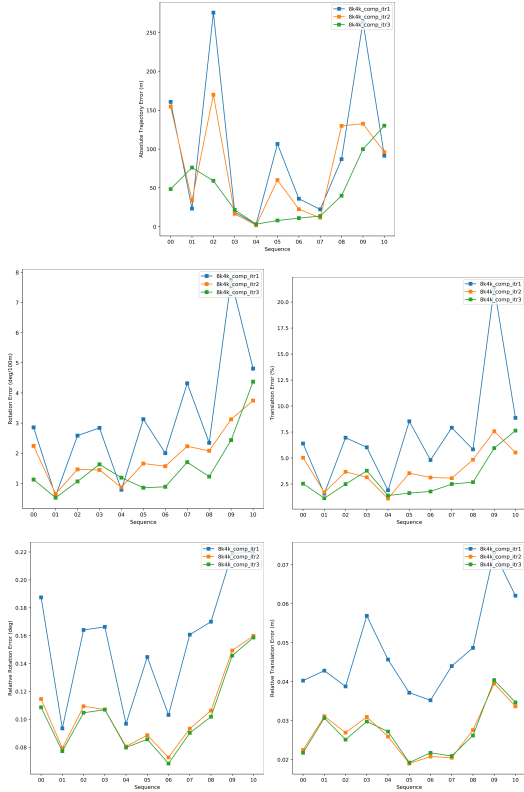 8k4k_comp_itr1
8k4k_comp_itr2
8k4k_comp_itr3
Absolute Trajectory Error (m)
250
200
150
100
50
0
00 01 02 03 04 05 06 07 08 09 10
Sequence
8k4k_comp_itr1
8k4k_comp_itr2
8k4k_comp_itr3
Rotation Error (deg/100m)
8
7
6
5
4
3
2
1
00 01 02 03 04 05 06 07 08 09 10
Sequence
8k4k_comp_itr1
8k4k_comp_itr2
8k4k_comp_itr3
Translation Error (%)
20.0
17.5
15.0
12.5
10.0
7.5
5.0
2.5
00 01 02 03 04 05 06 07 08 09 10
Sequence
8k4k_comp_itr1
8k4k_comp_itr2
8k4k_comp_itr3
Relative Rotation Error (deg)
0.22
0.20
0.18
0.16
0.14
0.12
0.10
0.08
00 01 02 03 04 05 06 07 08 09 10
Sequence
8k4k_comp_itr1
8k4k_comp_itr2
8k4k_comp_itr3
Relative Translation Error (m)
0.07
0.06
0.05
0.04
0.03
0.02
00 01 02 03 04 05 06 07 08 09 10
Sequence